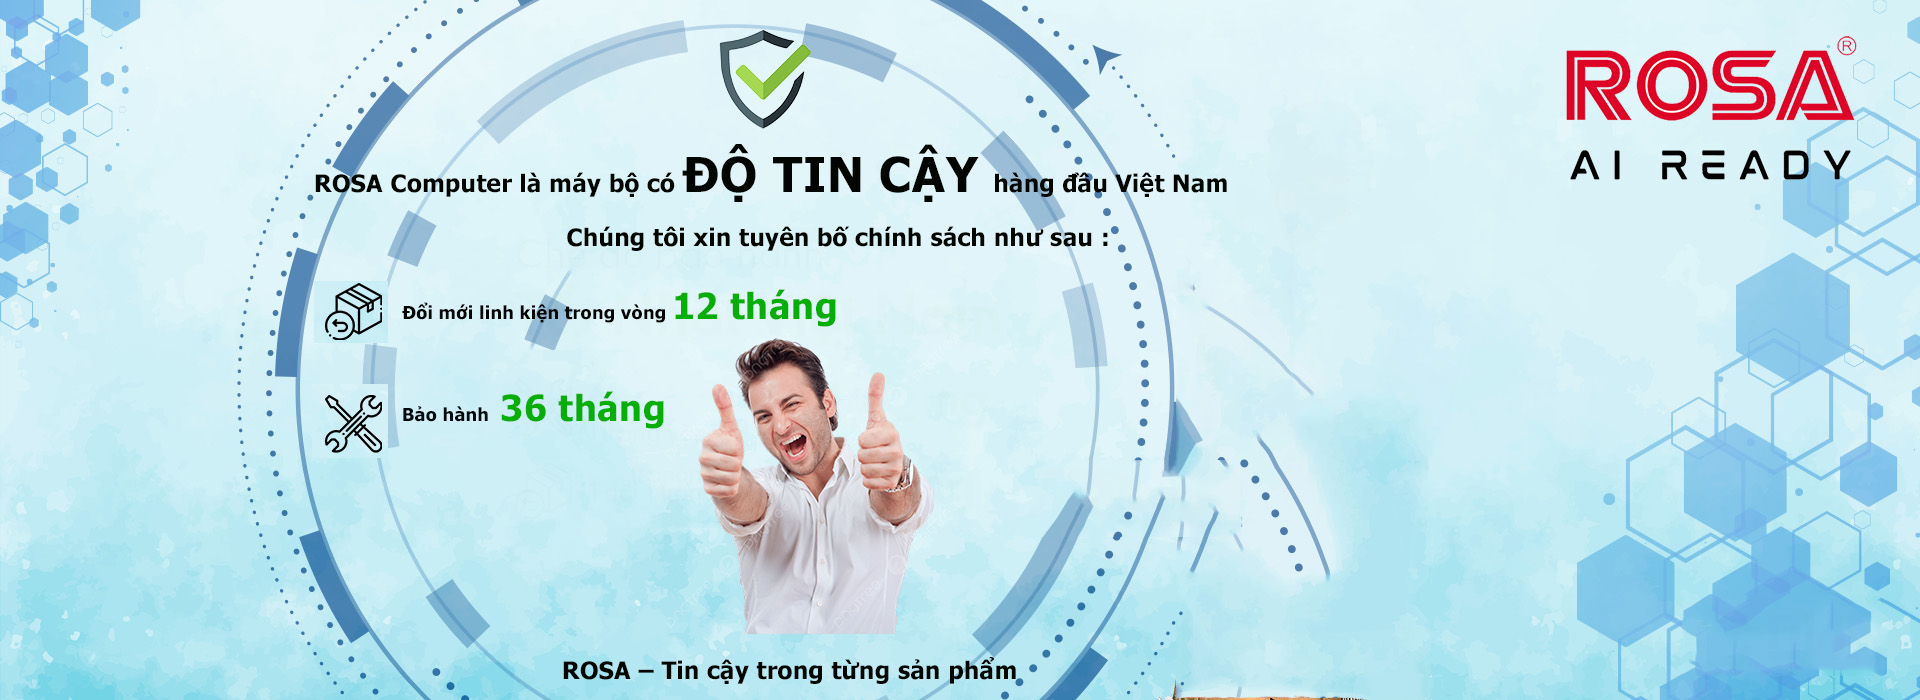 ROSA®
AI READY
ROSA Computer là máy bộ có ĐỘ TIN CẬY hàng đầu Việt Nam
Chúng tôi xin tuyên bố chính sách như sau :
Đổi mới linh kiện trong vòng 12 tháng
Bảo hành 36 tháng
ROSA – Tin cậy trong từng sản phẩm